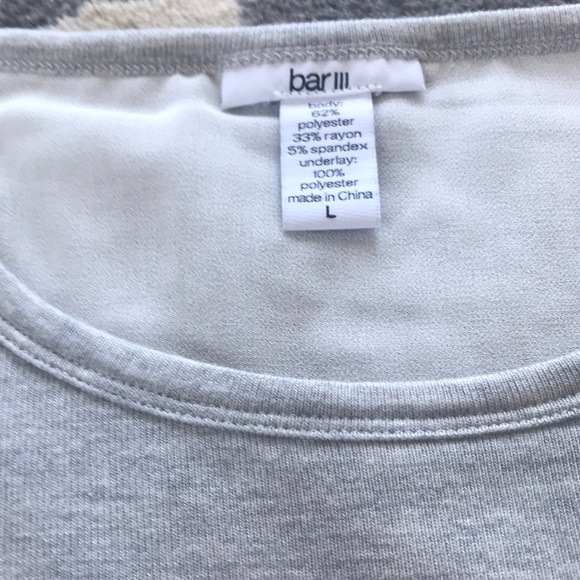 bar III
body:
62%
polyester
33% rayon
5% spandex
underlay:
100%
polyester
made in China
L